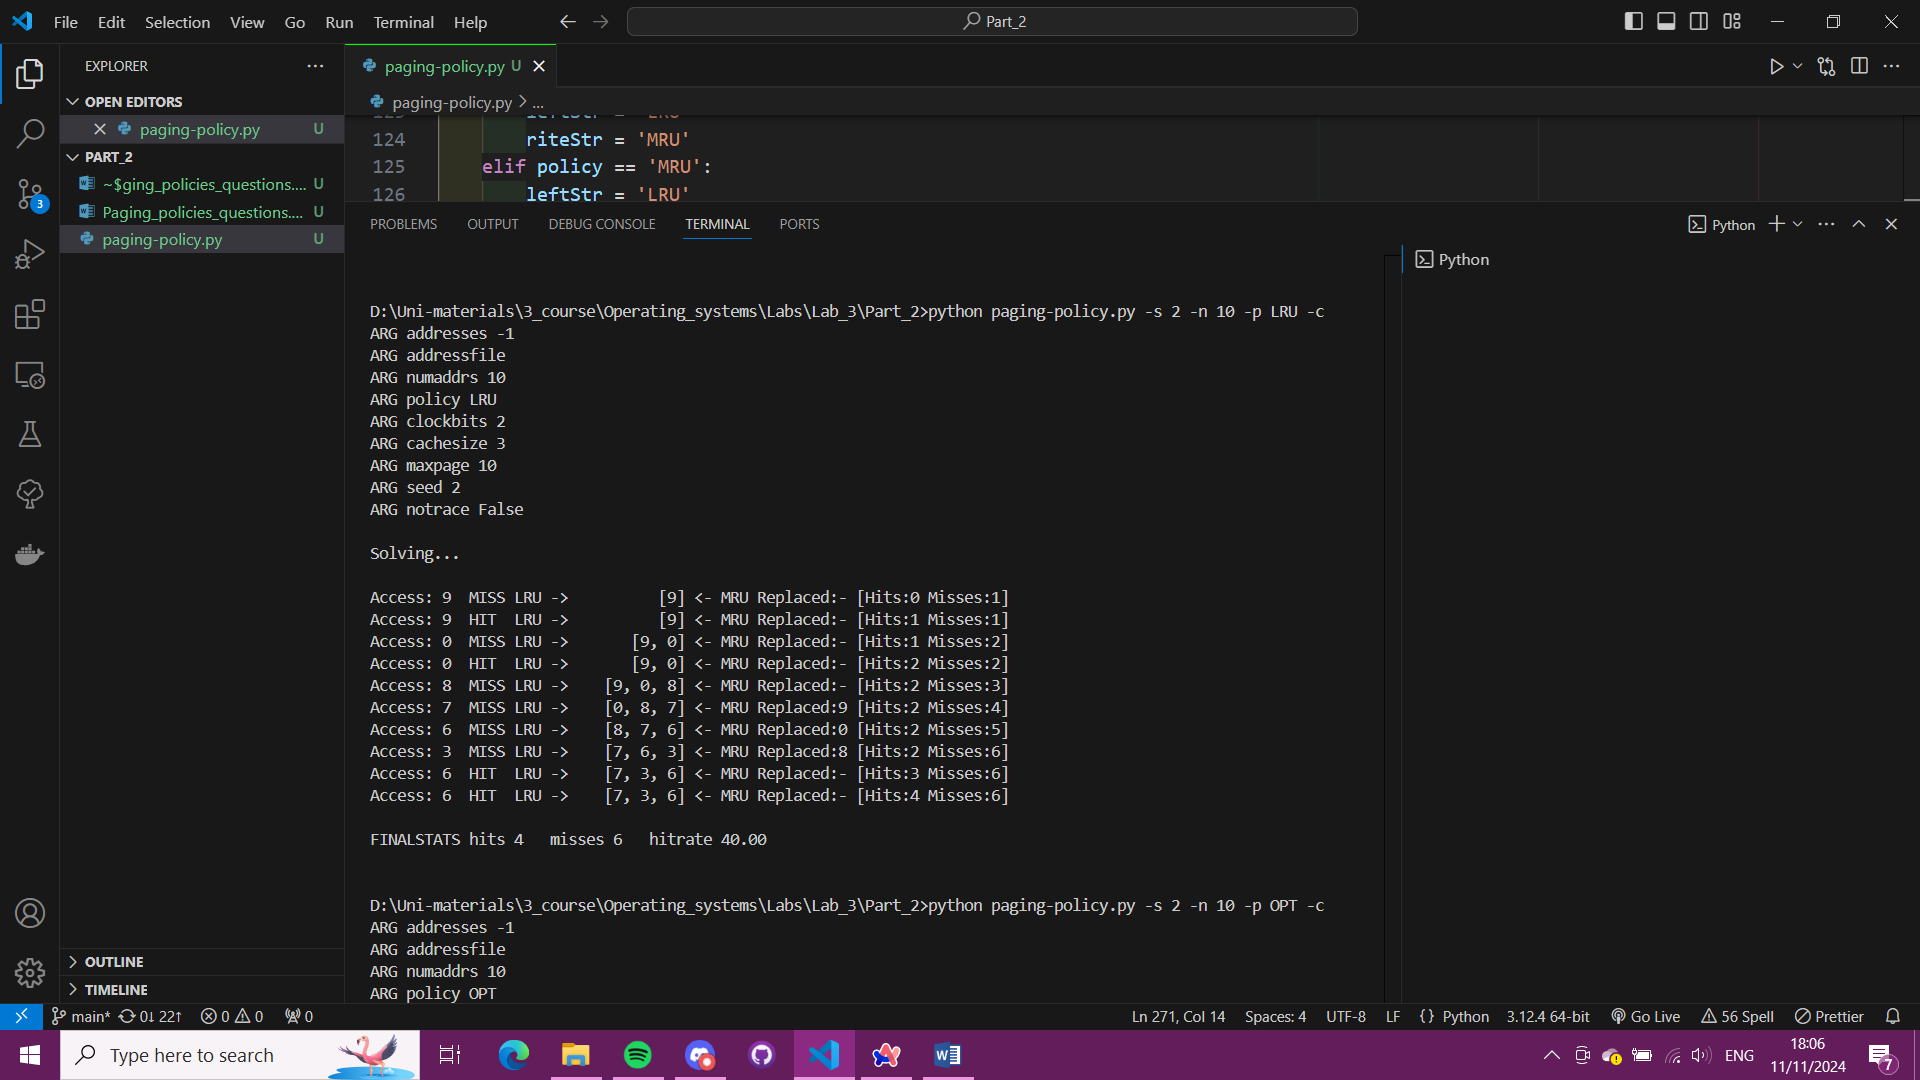 File Edit Selection View Go Run Terminal Help
Part_2
EXPLORER
OPEN EDITORS
paging-policy.py U
PART_2
~$ging_policies_questions.... U
Paging_policies_questions.... U
paging-policy.py U
OUTLINE
TIMELINE
3
paging-policy.py U
paging-policy.py > ...
124 riteStr = 'MRU'
125 elif policy == 'MRU':
126 leftStr = 'LRU'
PROBLEMS OUTPUT DEBUG CONSOLE TERMINAL PORTS
Python
Python
D:\Uni-materials\3_course\Operating_systems\Labs\Lab_3\Part_2>python paging-policy.py -s 2 -n 10 -p LRU -c
ARG addresses -1
ARG addressfile
ARG numaddrs 10
ARG policy LRU
ARG clockbits 2
ARG cachesize 3
ARG maxpage 10
ARG seed 2
ARG notrace False
Solving...
Access: 9 MISS LRU -> [9] <- MRU Replaced:- [Hits:0 Misses:1]
Access: 9 HIT LRU -> [9] <- MRU Replaced:- [Hits:1 Misses:1]
Access: 0 MISS LRU -> [9, 0] <- MRU Replaced:- [Hits:1 Misses:2]
Access: 0 HIT LRU -> [9, 0] <- MRU Replaced:- [Hits:2 Misses:2]
Access: 8 MISS LRU -> [9, 0, 8] <- MRU Replaced:- [Hits:2 Misses:3]
Access: 7 MISS LRU -> [0, 8, 7] <- MRU Replaced:9 [Hits:2 Misses:4]
Access: 6 MISS LRU -> [8, 7, 6] <- MRU Replaced:0 [Hits:2 Misses:5]
Access: 3 MISS LRU -> [7, 6, 3] <- MRU Replaced:8 [Hits:2 Misses:6]
Access: 6 HIT LRU -> [7, 3, 6] <- MRU Replaced:- [Hits:3 Misses:6]
Access: 6 HIT LRU -> [7, 3, 6] <- MRU Replaced:- [Hits:4 Misses:6]
FINALSTATS hits 4 misses 6 hitrate 40.00
D:\Uni-materials\3_course\Operating_systems\Labs\Lab_3\Part_2>python paging-policy.py -s 2 -n 10 -p OPT -c
ARG addresses -1
ARG addressfile
ARG numaddrs 10
ARG policy OPT
main* 0↓ 22↑ 0 0 0
Ln 271, Col 14 Spaces: 4 UTF-8 LF {} Python 3.12.4 64-bit Go Live 56 Spell Prettier
Type here to search
ENG
18:06
11/11/2024
7